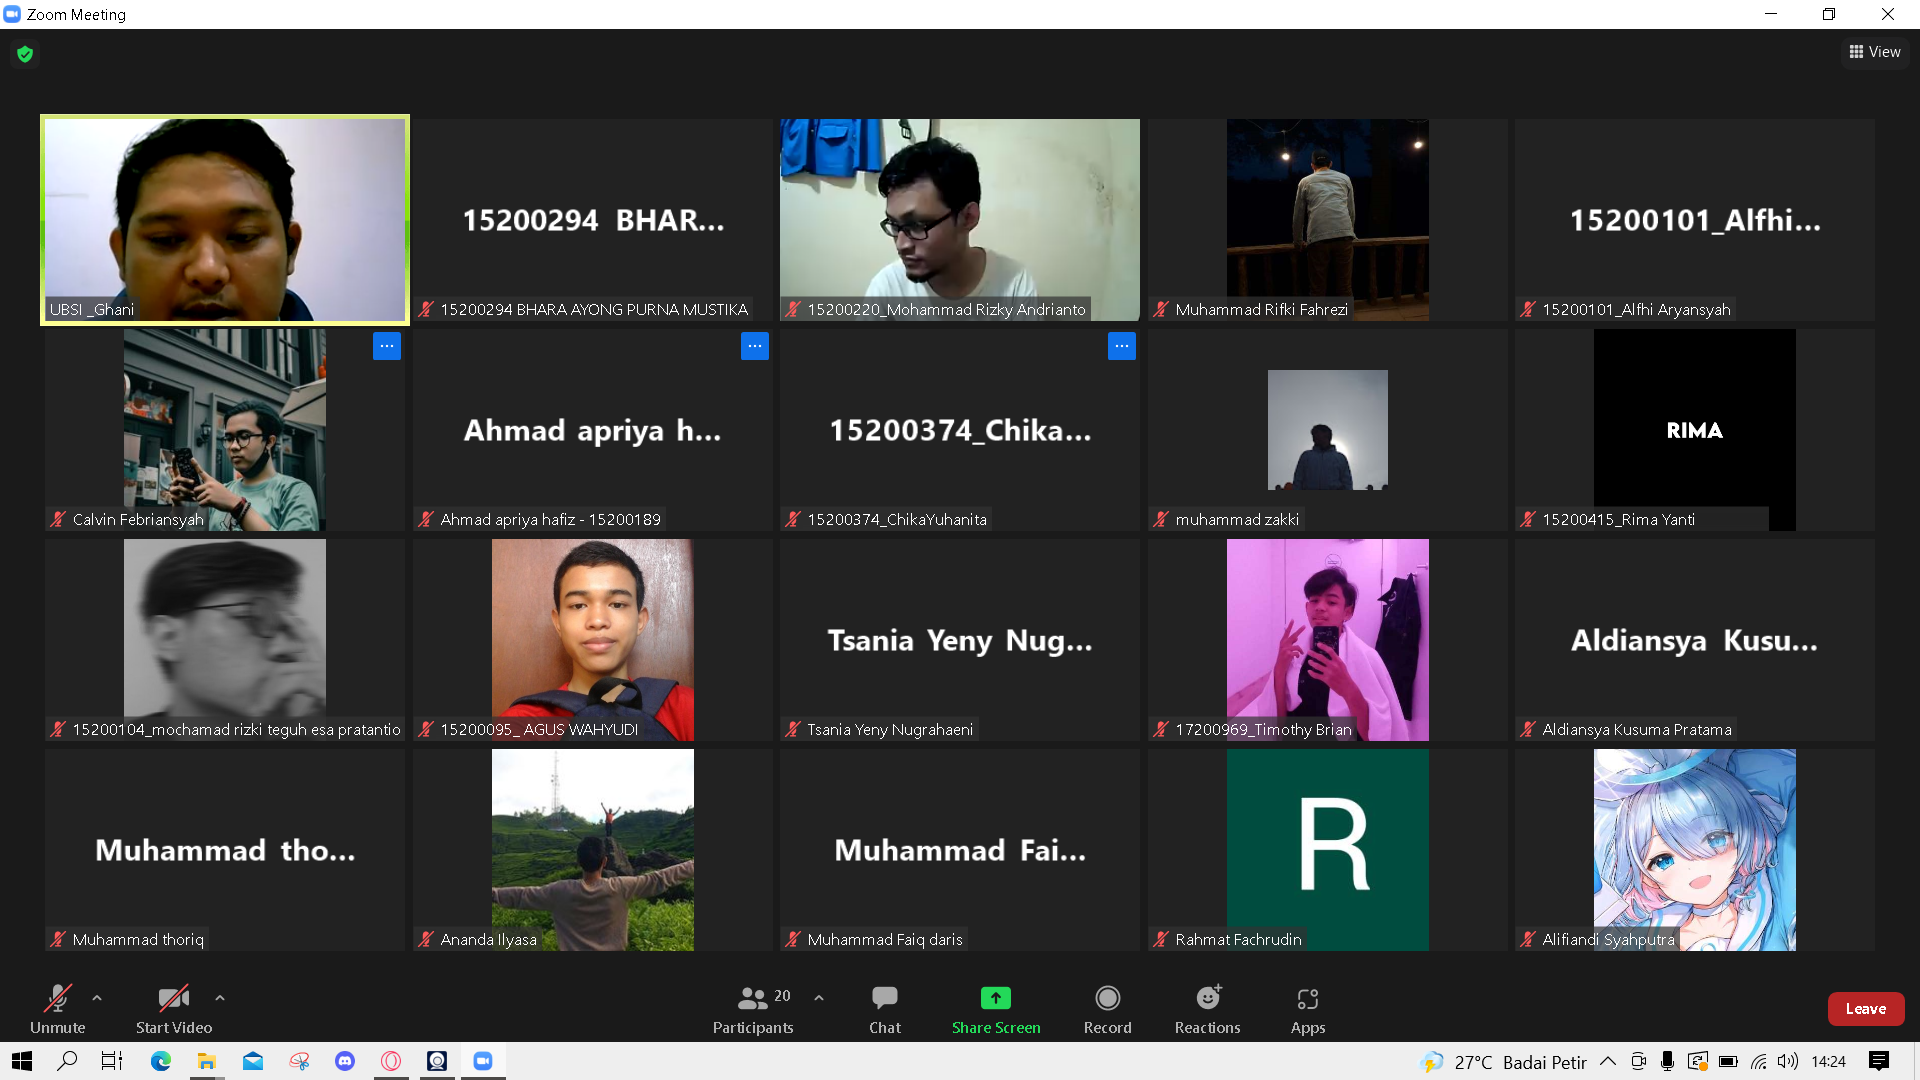 Zoom Meeting
View
15200294 BHAR...
15200101_Alfhi...
UBSI _Ghani
15200294 BHARA AYONG PURNA MUSTIKA
15200220_Mohammad Rizky Andrianto
Muhammad Rifki Fahrezi
15200101_Alfhi Aryansyah
Ahmad apriya h...
15200374_Chika...
RIMA
Calvin Febriansyah
Ahmad apriya hafiz - 15200189
15200374_ChikaYuhanita
muhammad zakki
15200415_Rima Yanti
Tsania Yeny Nug...
Aldiansya Kusu...
15200104_mochamad rizki teguh esa pratantio
15200095_ AGUS WAHYUDI
Tsania Yeny Nugrahaeni
17200969_Timothy Brian
Aldiansya Kusuma Pratama
Muhammad tho...
Muhammad Fai...
R
Muhammad thoriq
Ananda Ilyasa
Muhammad Faiq daris
Rahmat Fachrudin
Alifiandi Syahputra
20
Unmute
Start Video
Participants
Chat
Share Screen
Record
Reactions
Apps
Leave
27°C Badai Petir
14:24